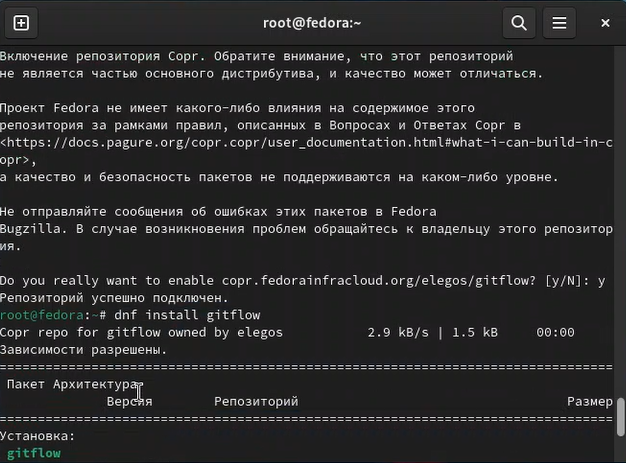 root@fedora:~
Включение репозитория Copr. Обратите внимание, что этот репозиторий
не является частью основного дистрибутива, и качество может отличаться.
Проект Fedora не имеет какого-либо влияния на содержимое этого
репозитория за рамками правил, описанных в Вопросах и Ответах Copr в
<https://docs.pagure.org/copr.copr/user_documentation.html#what-i-can-build-in-c
opr>,
а качество и безопасность пакетов не поддерживаются на каком-либо уровне.
Не отправляйте сообщения об ошибках этих пакетов в Fedora
Bugzilla. В случае возникновения проблем обращайтесь к владельцу этого репозитор
ия.
Do you really want to enable copr.fedorainfracloud.org/elegos/gitflow? [y/N]: y
Репозиторий успешно подключен.
root@fedora:~# dnf install gitflow
Copr repo for gitflow owned by elegos 2.9 kB/s | 1.5 kB 00:00
Зависимости разрешены.
================================================================================
Пакет Архитектура
Версия Репозиторий Размер
================================================================================
Установка:
gitflow